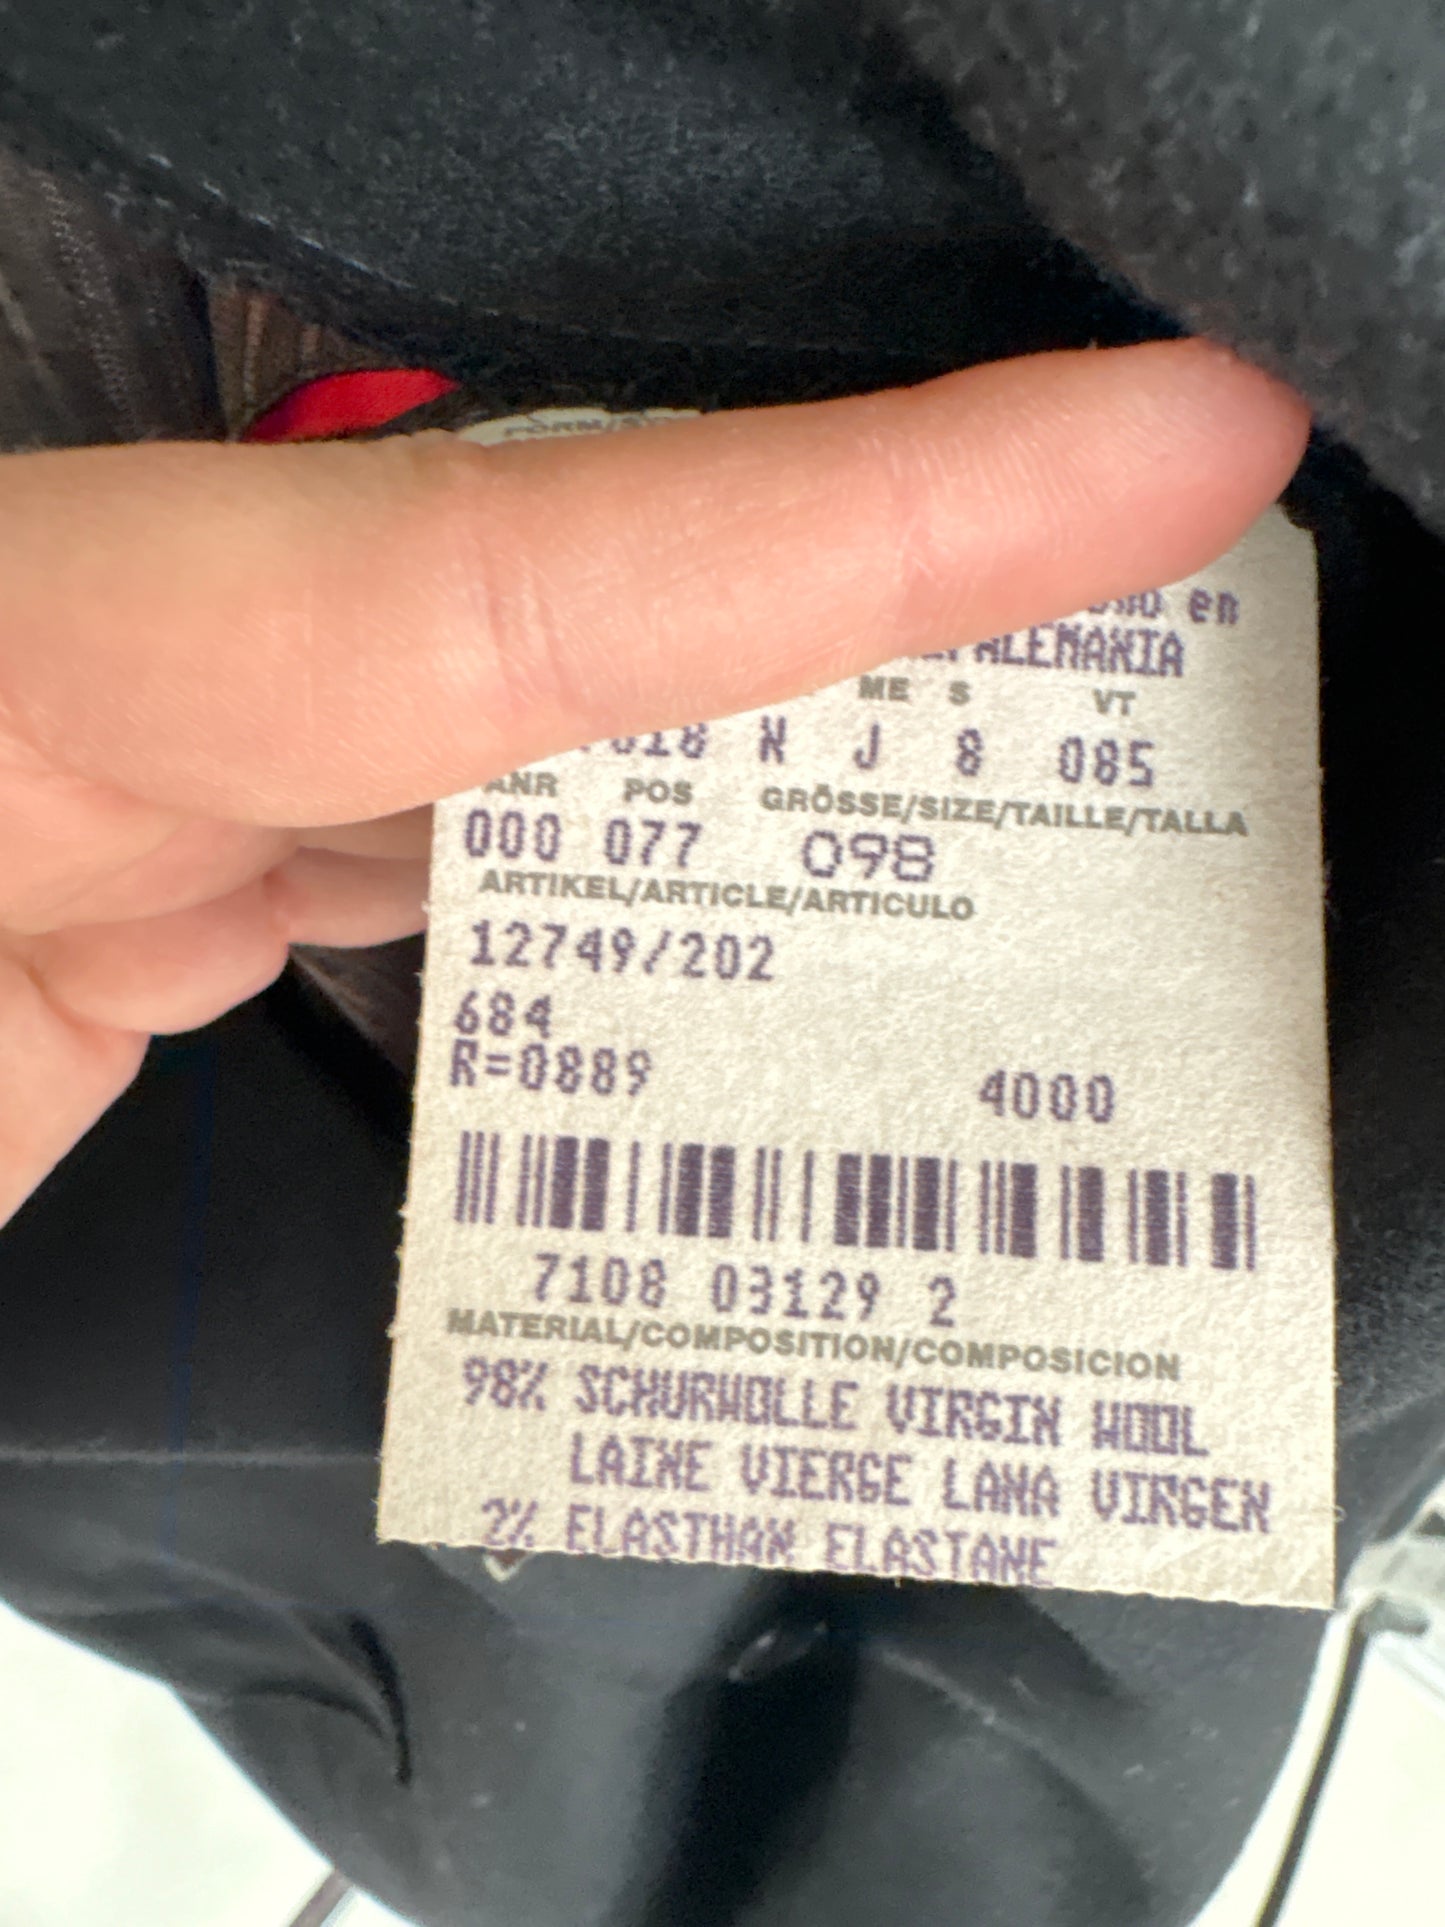 en
ALEMANIA
ME S VT
N J 8 085
ANR POS GRÖSSE/SIZE/TAILLE/TALLA
000 077 098
ARTIKEL/ARTICLE/ARTICULO
12749/202
684
R=0889 4000
7108 03129 2
MATERIAL/COMPOSITION/COMPOSICION
98% SCHURWOLLE VIRGIN WOOL
LAINE VIERGE LANA VIRGEN
2% ELASTHAN ELASTANE